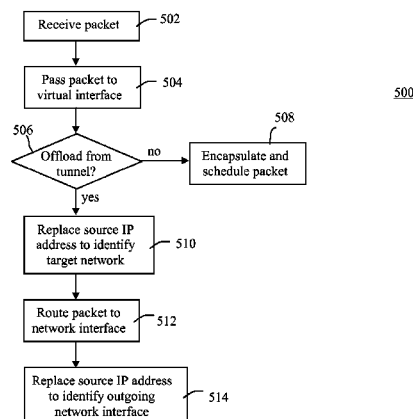 Receive packet
502
Pass packet to
virtual interface
504
500
506
Offload from
tunnel?
no
508
Encapsulate and
schedule packet
yes
Replace source IP
address to identify
target network
510
Route packet to
network interface
512
Replace source IP address
to identify outgoing
network interface
514